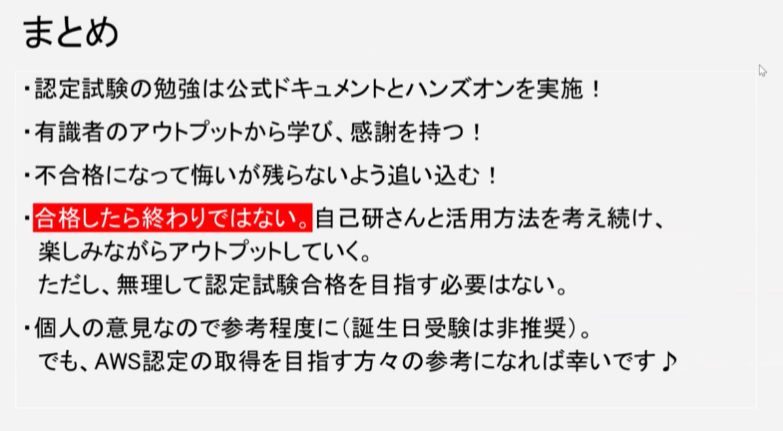 まとめ
・認定試験の勉強は公式ドキュメントとハンズオンを実施！
・有識者のアウトプットから学び、感謝を持つ！
・不合格になって悔いが残らないよう追い込む！
・合格したら終わりではない。自己研さんと活用方法を考え続け、
楽しみながらアウトプットしていく。
ただし、無理して認定試験合格を目指す必要はない。
・個人の意見なので参考程度に（誕生日受験は非推奨）。
でも、AWS認定の取得を目指す方々の参考になれば幸いです♪